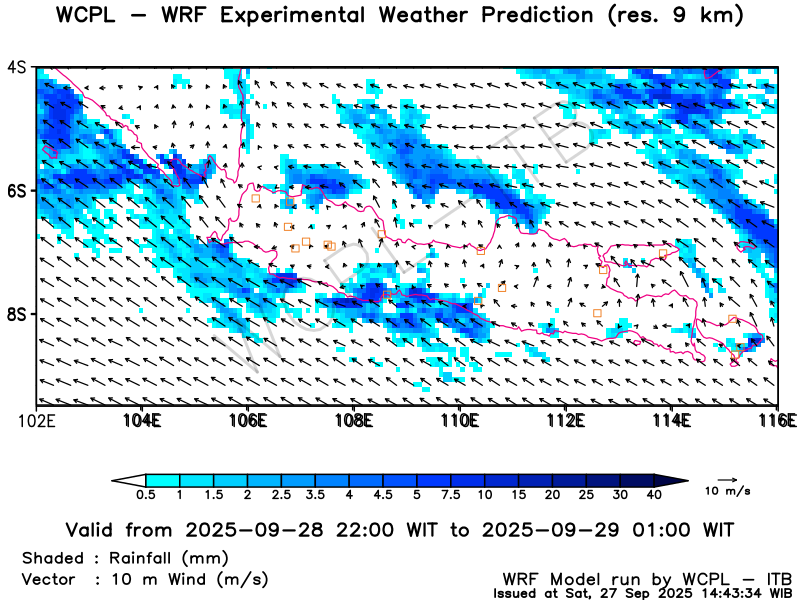 WCPL − WRF Experimental Weather Prediction (res. 9 km)
4S
6S
8S
102E 104E 106E 108E 110E 112E 114E 116E
WCPL-ITB
0.5 1 1.5 2 2.5 3.5 4 4.5 5 7.5 10 15 20 25 30 40
10 m/s
Valid from 2025−09−28 22:00 WIT to 2025−09−29 01:00 WIT
Shaded : Rainfall (mm)
Vector : 10 m Wind (m/s)
WRF Model run by WCPL − ITB
Issued at Sat, 27 Sep 2025 14:43:34 WIB